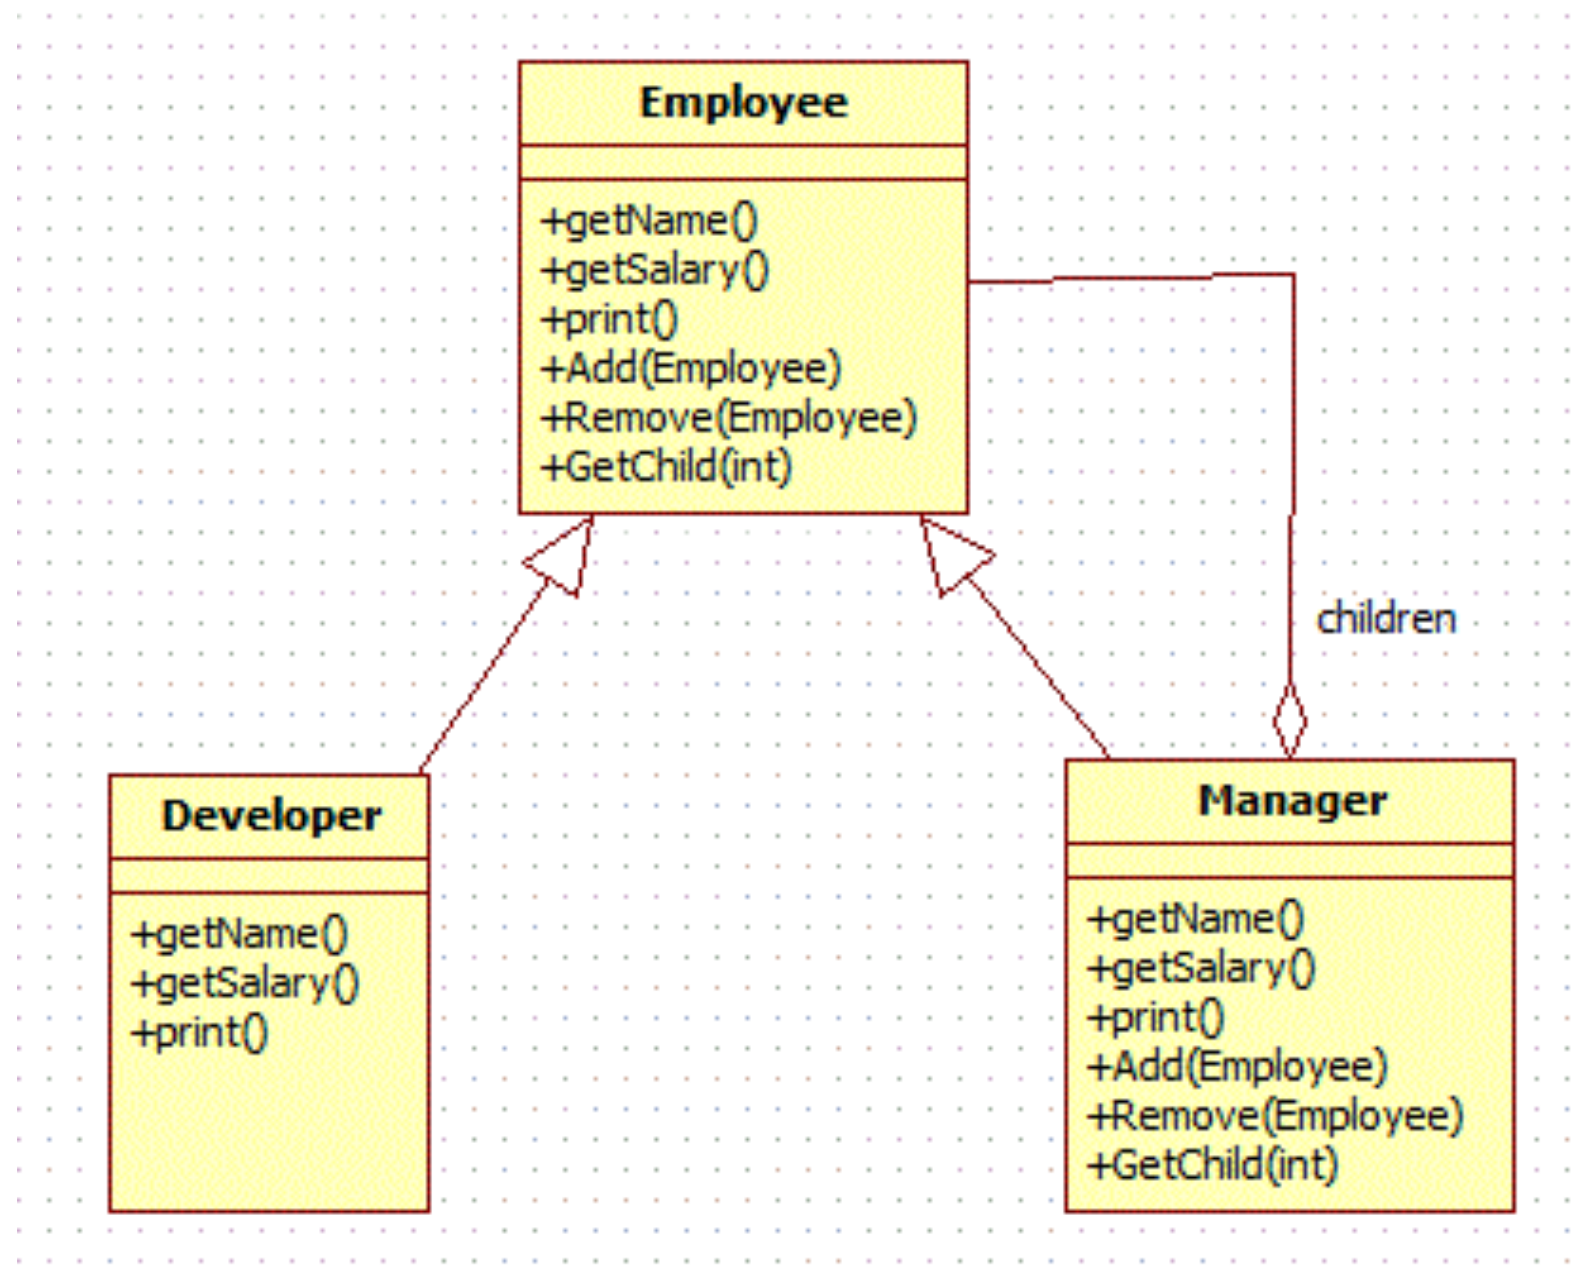 Employee
+getName()
+getSalary()
+print()
+Add(Employee)
+Remove(Employee)
+GetChild(int)
children
Developer
+getName()
+getSalary()
+print()
Manager
+getName()
+getSalary()
+print()
+Add(Employee)
+Remove(Employee)
+GetChild(int)